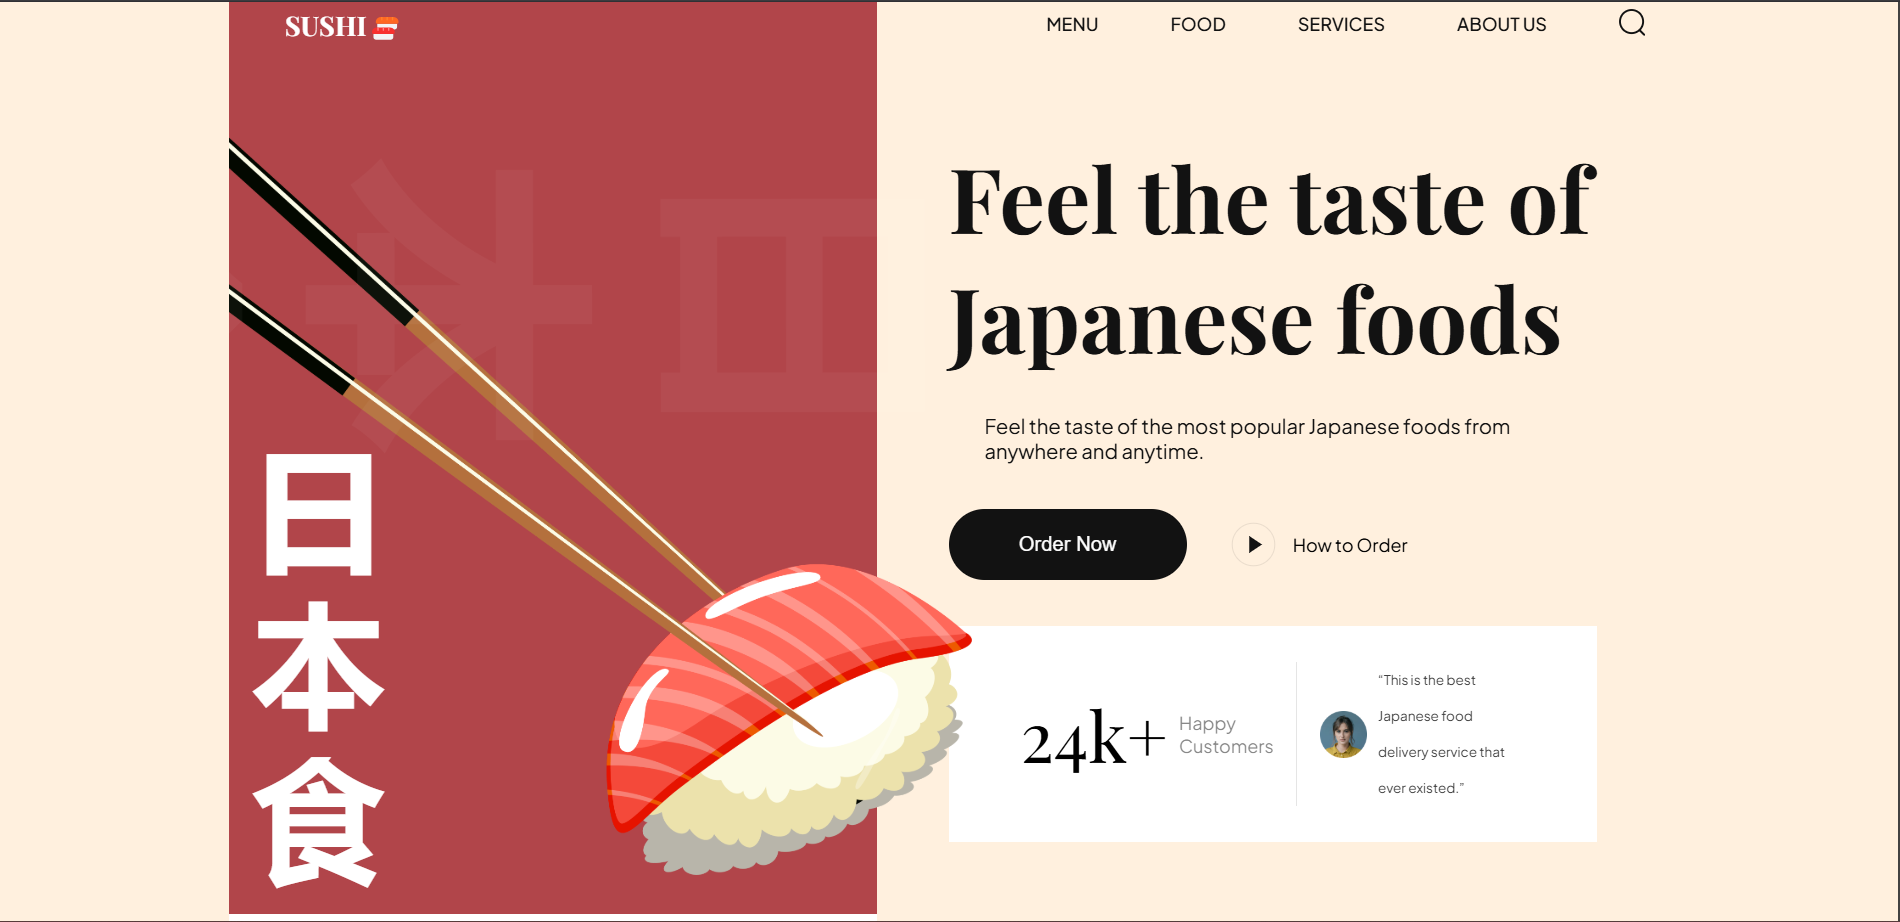 SUSHI
MENU
FOOD
SERVICES
ABOUT US
日
本
食
Feel the taste of
Japanese foods
Feel the taste of the most popular Japanese foods from
anywhere and anytime.
Order Now
How to Order
24k+
Happy
Customers
“This is the best
Japanese food
delivery service that
ever existed.”